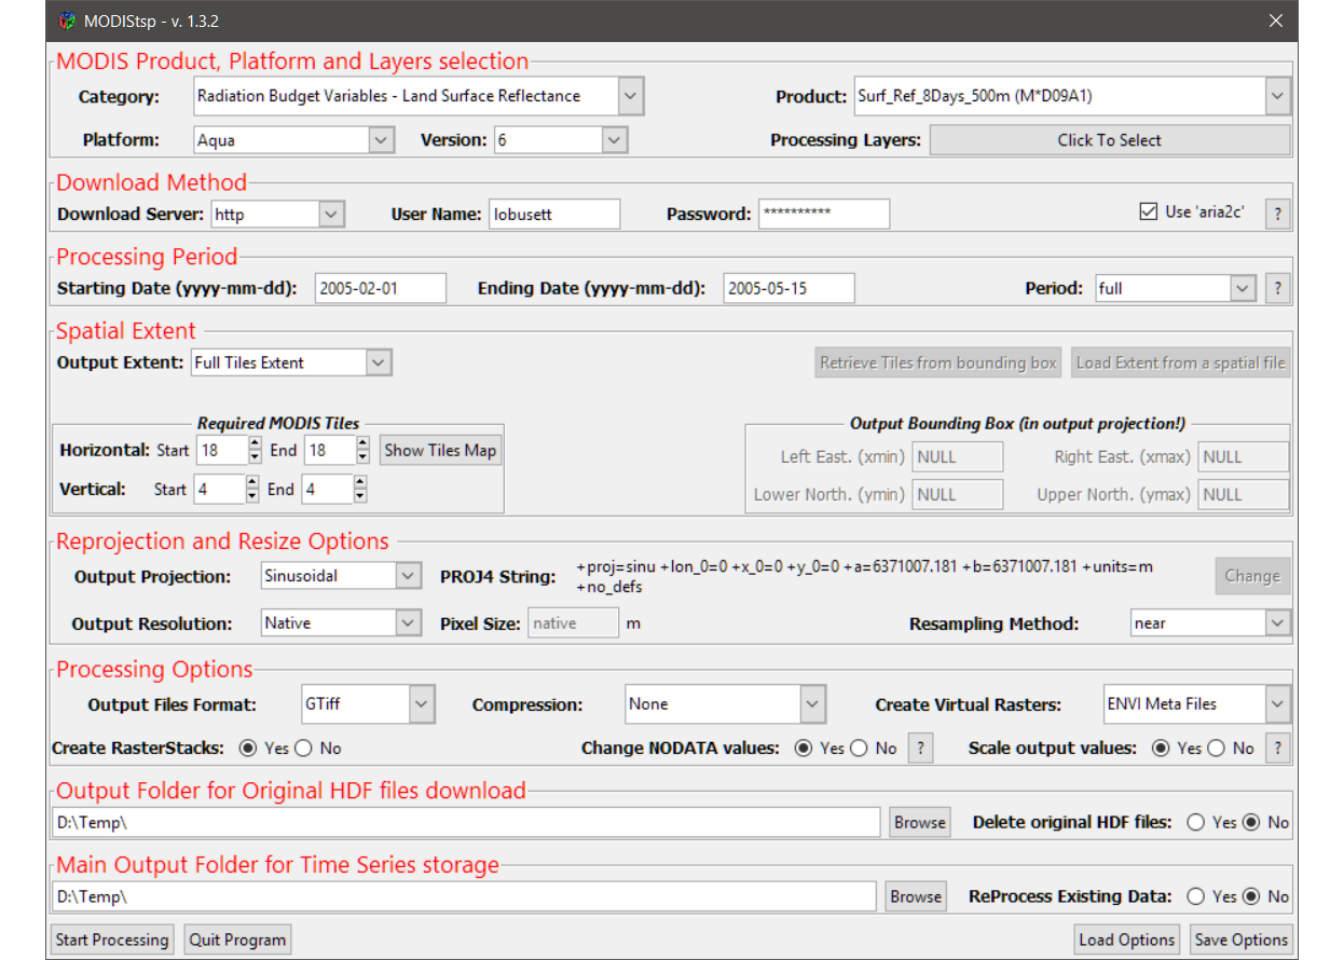 MODIStsp - v. 1.3.2
MODIS Product, Platform and Layers selection
Category: Radiation Budget Variables - Land Surface Reflectance Product: Surf_Ref_8Days_500m (M*D09A1)
Platform: Aqua Version: 6 Processing Layers: Click To Select
Download Method
Download Server: http User Name: lobusett Password: ********** Use 'aria2c' ?
Processing Period
Starting Date (yyyy-mm-dd): 2005-02-01 Ending Date (yyyy-mm-dd): 2005-05-15 Period: full ?
Spatial Extent
Output Extent: Full Tiles Extent Retrieve Tiles from bounding box Load Extent from a spatial file
Required MODIS Tiles Output Bounding Box (in output projection!)
Horizontal: Start 18 End 18 Show Tiles Map Left East. (xmin) NULL Right East. (xmax) NULL
Vertical: Start 4 End 4 Lower North. (ymin) NULL Upper North. (ymax) NULL
Reprojection and Resize Options
Output Projection: Sinusoidal PROJ4 String: +proj=sinu +lon_0=0 +x_0=0 +y_0=0 +a=6371007.181 +b=6371007.181 +units=m Change
+no_defs
Output Resolution: Native Pixel Size: native m Resampling Method: near
Processing Options
Output Files Format: GTiff Compression: None Create Virtual Rasters: ENVI Meta Files
Create RasterStacks: Yes No Change NODATA values: Yes No ? Scale output values: Yes No ?
Output Folder for Original HDF files download
D:\Temp\ Browse Delete original HDF files: Yes No
Main Output Folder for Time Series storage
D:\Temp\ Browse ReProcess Existing Data: Yes No
Start Processing Quit Program Load Options Save Options